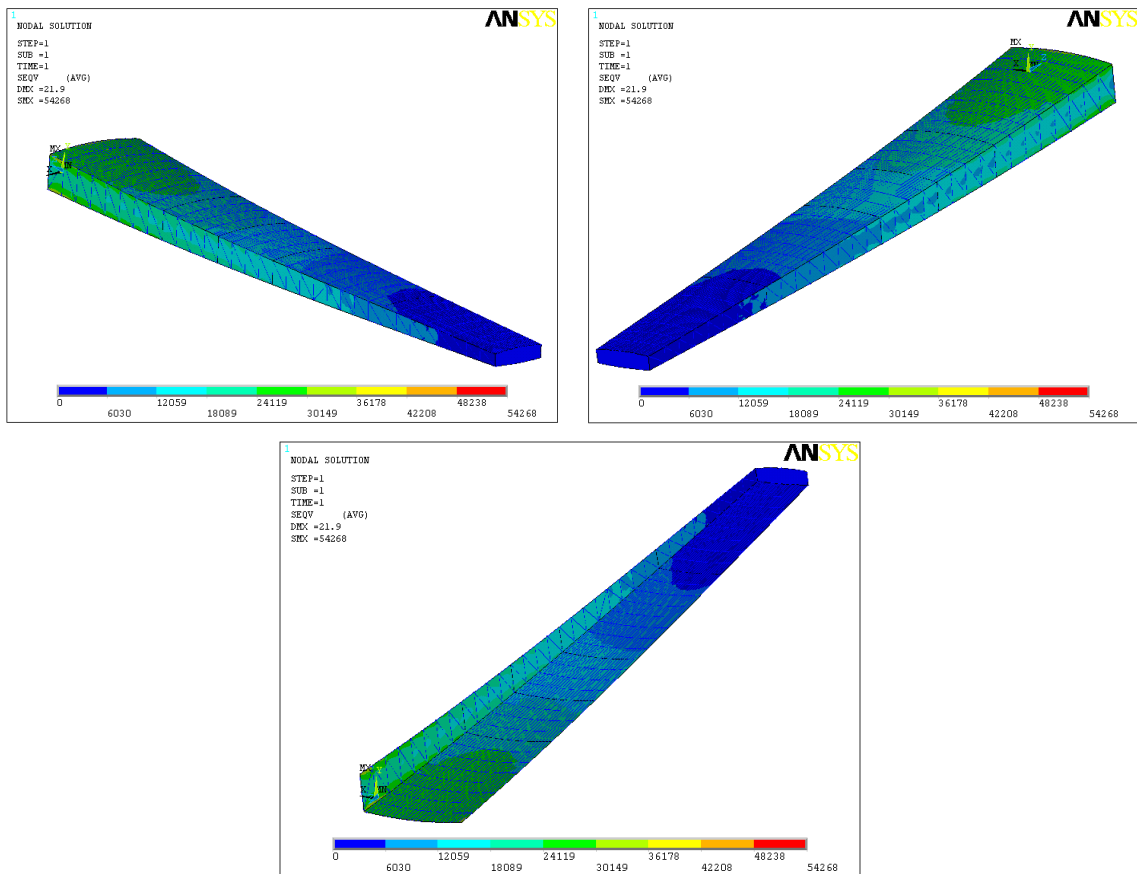 1
ANSYS
NODAL SOLUTION
STEP=1
SUB =1
TIME=1
SEQV (AVG)
DMX =21.9
SMX =54268
MX
Y
X
MN
0 12059 24119 36178 48238
6030 18089 30149 42208 54268
1
ANSYS
NODAL SOLUTION
STEP=1
SUB =1
TIME=1
SEQV (AVG)
DMX =21.9
SMX =54268
MX
0 12059 24119 36178 48238
6030 18089 30149 42208 54268
1
ANSYS
NODAL SOLUTION
STEP=1
SUB =1
TIME=1
SEQV (AVG)
DMX =21.9
SMX =54268
MX
Y
X
MN
0 12059 24119 36178 48238
6030 18089 30149 42208 54268